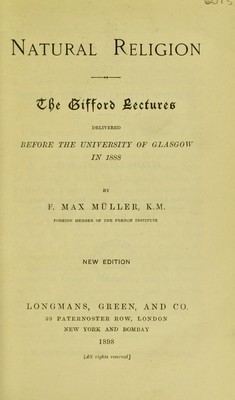 NATURAL RELIGION
The Gifford Lectures
DELIVERED
BEFORE THE UNIVERSITY OF GLASGOW
IN 1888
BY
F. MAX MÜLLER, K.M.
FOREIGN MEMBER OF THE FRENCH INSTITUTE
NEW EDITION
LONGMANS, GREEN, AND CO.
39 PATERNOSTER ROW, LONDON
NEW YORK AND BOMBAY
1898
[All rights reserved]